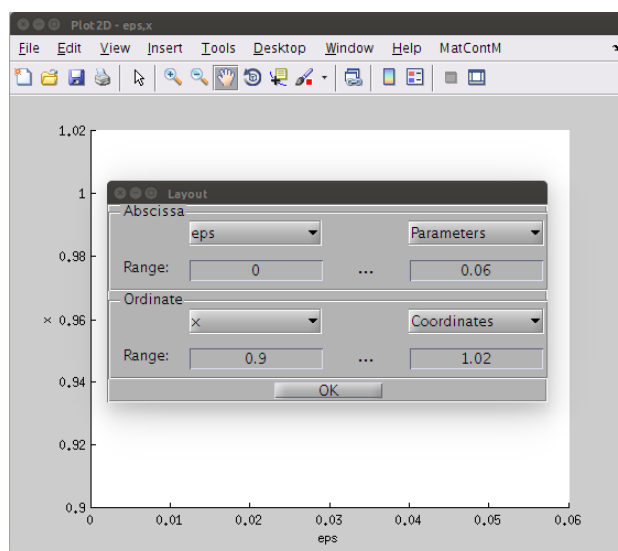 Plot2D - eps,x
File Edit View Insert Tools Desktop Window Help MatContM
1.02
1
Layout
Abscissa
eps Parameters
0.98
Range: 0 ... 0.06
Ordinate
x 0.96
x Coordinates
Range: 0.9 ... 1.02
0.94
OK
0.92
0.9
0 0.01 0.02 0.03 0.04 0.05 0.06
eps